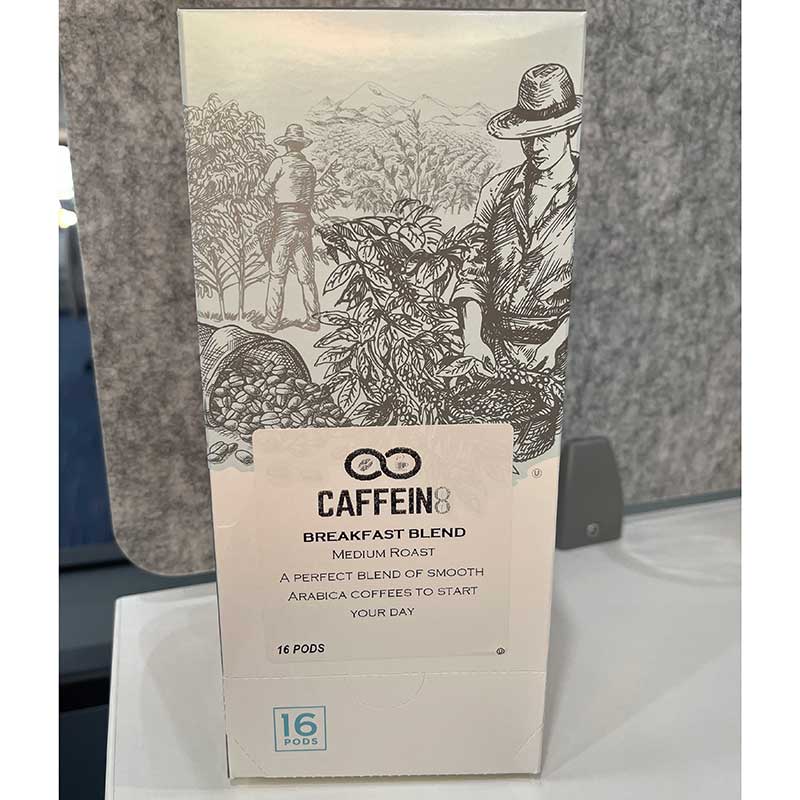 CAFFEIN8
BREAKFAST BLEND
MEDIUM ROAST
A PERFECT BLEND OF SMOOTH
ARABICA COFFEES TO START
YOUR DAY
16 PODS
16
PODS